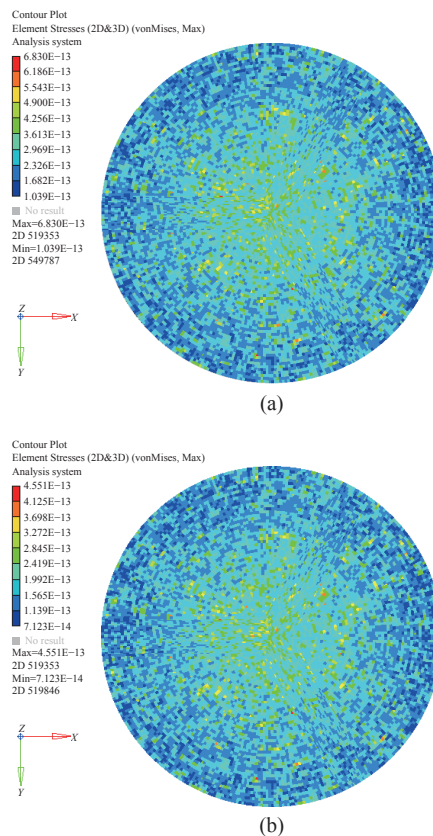 Contour Plot
Element Stresses (2D&3D) (vonMises, Max)
Analysis system
6.830E−13
6.186E−13
5.543E−13
4.900E−13
4.256E−13
3.613E−13
2.969E−13
2.326E−13
1.682E−13
1.039E−13
No result
Max=6.830E−13
2D 519353
Min=1.039E−13
2D 549787
Z
X
Y
(a)
Contour Plot
Element Stresses (2D&3D) (vonMises, Max)
Analysis system
4.551E−13
4.125E−13
3.698E−13
3.272E−13
2.845E−13
2.419E−13
1.992E−13
1.565E−13
1.139E−13
7.123E−14
No result
Max=4.551E−13
2D 519353
Min=7.123E−14
2D 519846
Z
X
Y
(b)